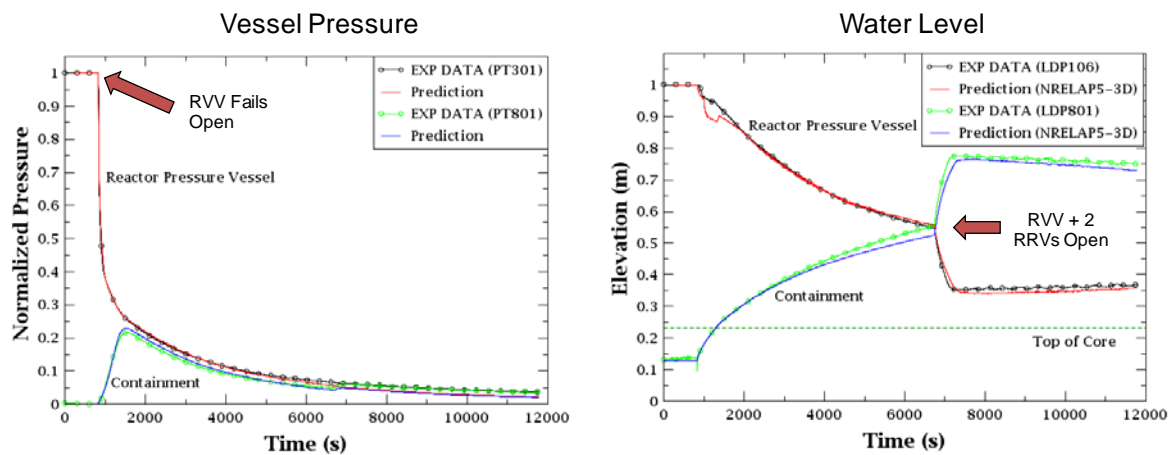 Vessel Pressure
1
0.9
0.8
0.7
0.6
0.5
0.4
0.3
0.2
0.1
0
Normalized Pressure
EXP DATA (PT301)
Prediction
EXP DATA (PT801)
Prediction
RVV Fails
Open
Reactor Pressure Vessel
Containment
0 2000 4000 6000 8000 10000 12000
Time (s)
Water Level
1
0.9
0.8
0.7
0.6
0.5
0.4
0.3
0.2
0.1
0
Elevation (m)
EXP DATA (LDP106)
Prediction (NRELAP5-3D)
EXP DATA (LDP801)
Prediction (NRELAP5-3D)
Reactor Pressure Vessel
RVV + 2
RRVs Open
Containment
Top of Core
0 2000 4000 6000 8000 10000 12000
Time (s)